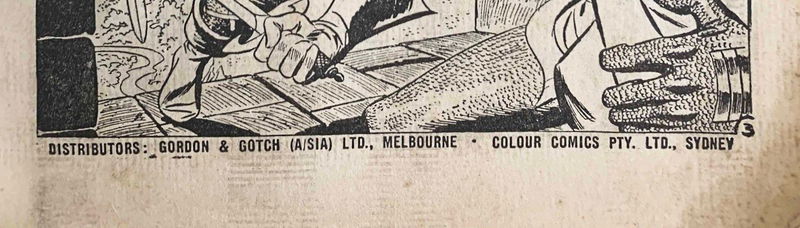 3
DISTRIBUTORS: GORDON & GOTCH (A/SIA) LTD., MELBOURNE · COLOUR COMICS PTY. LTD., SYDNEY